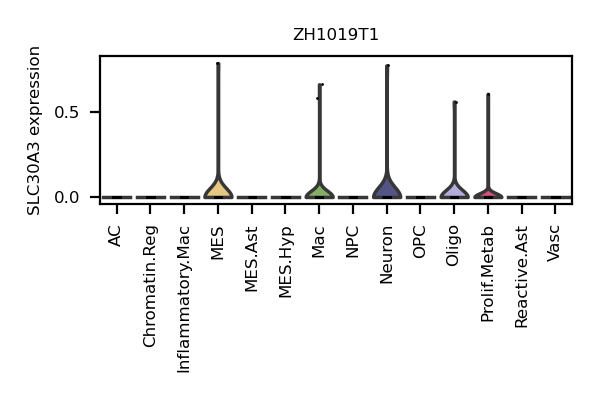 ZH1019T1
SLC30A3 expression
0.5
0.0
AC
Chromatin.Reg
Inflammatory.Mac
MES
MES.Ast
MES.Hyp
Mac
NPC
Neuron
OPC
Oligo
Prolif.Metab
Reactive.Ast
Vasc